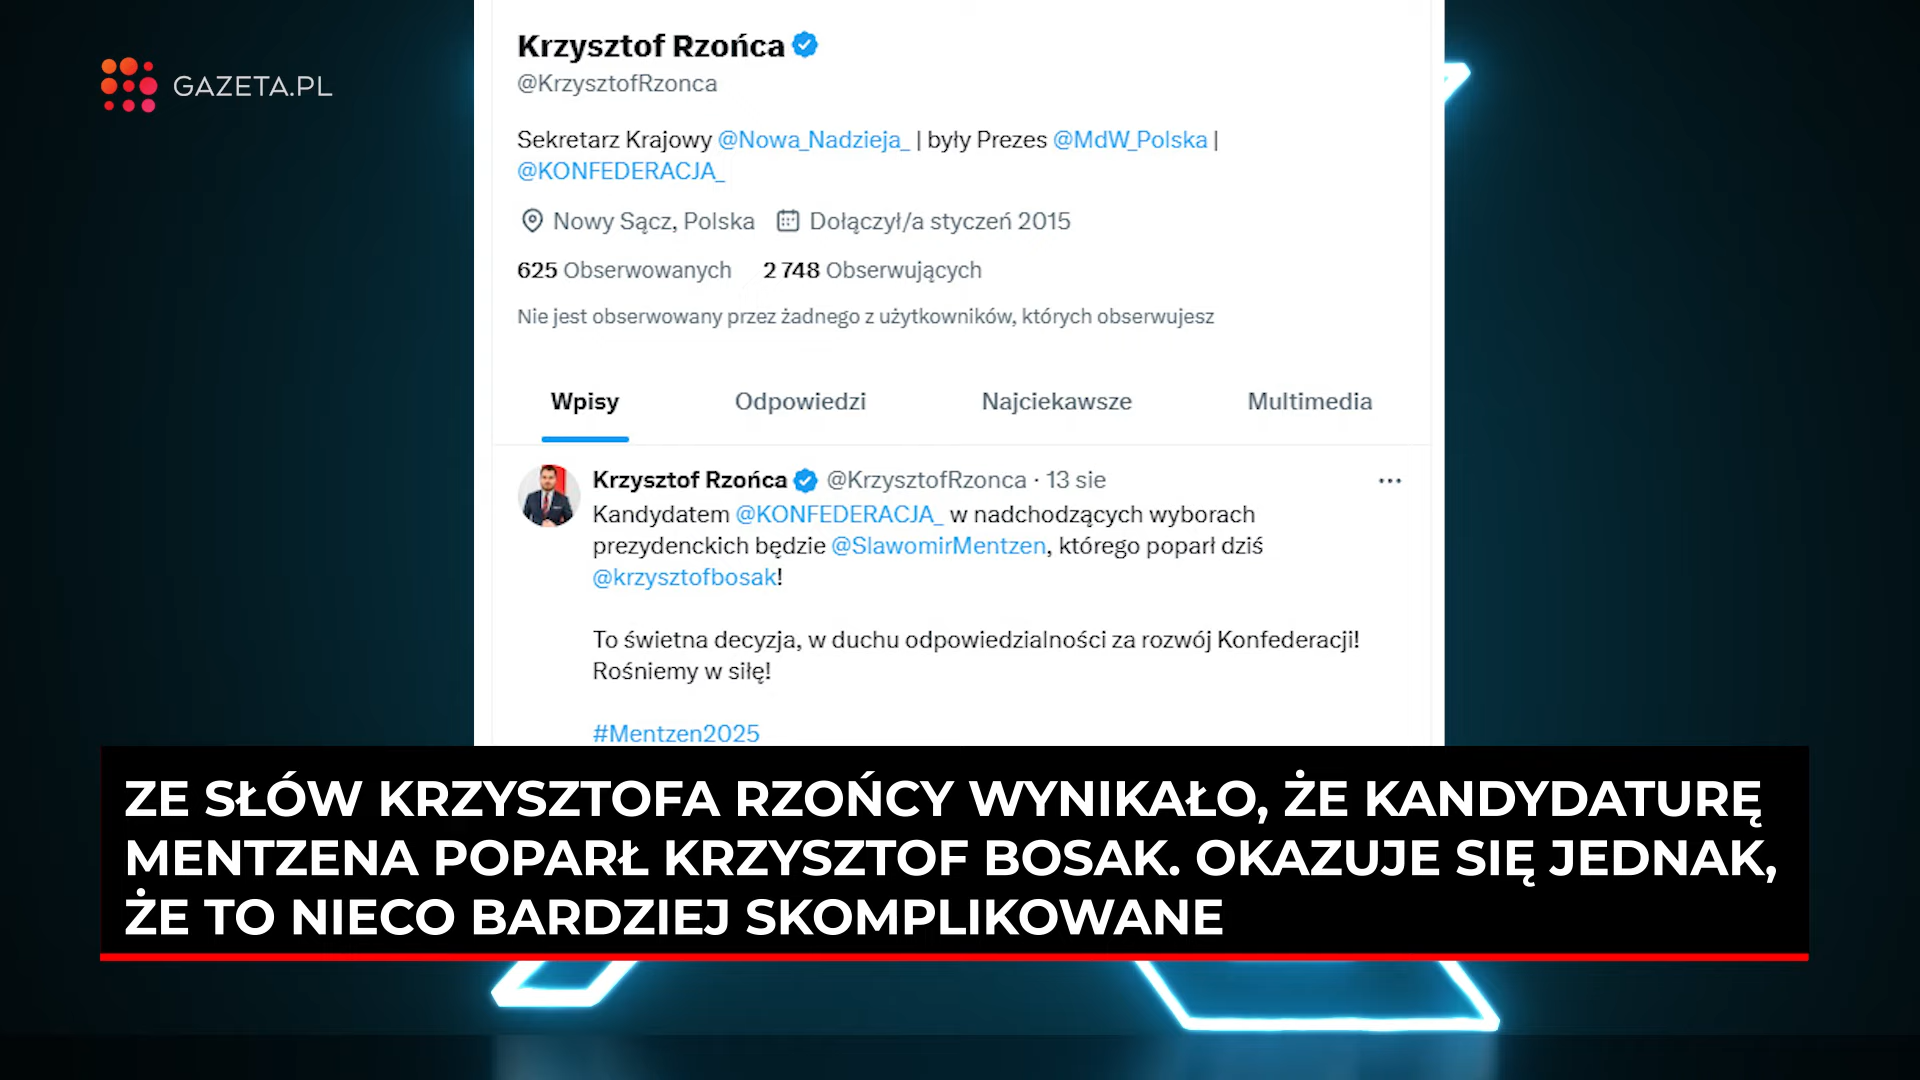 GAZETA.PL
Krzysztof Rzońca
@KrzysztofRzonca
Sekretarz Krajowy @Nowa_Nadzieja_ | były Prezes @MdW_Polska |
@KONFEDERACJA_
Nowy Sącz, Polska Dołączył/a styczeń 2015
625 Obserwowanych 2 748 Obserwujących
Nie jest obserwowany przez żadnego z użytkowników, których obserwujesz
Wpisy Odpowiedzi Najciekawsze Multimedia
Krzysztof Rzońca @KrzysztofRzonca · 13 sie
Kandydatem @KONFEDERACJA_ w nadchodzących wyborach
prezydenckich będzie @SlawomirMentzen, którego poparł dziś
@krzysztofbosak!
To świetna decyzja, w duchu odpowiedzialności za rozwój Konfederacji!
Rośniemy w siłę!
#Mentzen2025
ZE SŁÓW KRZYSZTOFA RZOŃCY WYNIKAŁO, ŻE KANDYDATURĘ
MENTZENA POPARŁ KRZYSZTOF BOSAK. OKAZUJE SIĘ JEDNAK,
ŻE TO NIECO BARDZIEJ SKOMPLIKOWANE